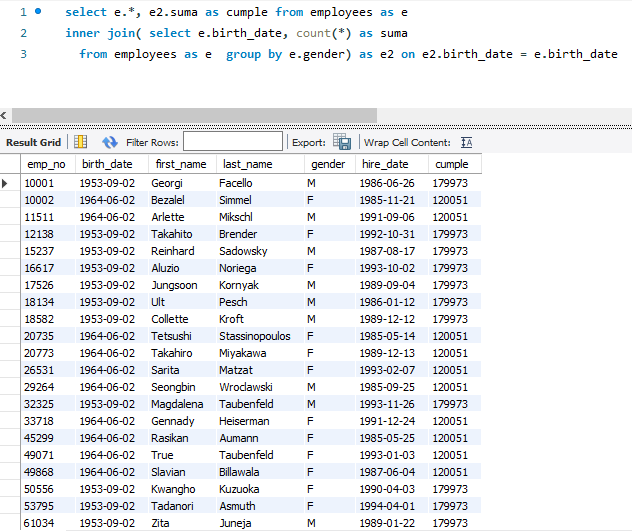 1 select e.*, e2.suma as cumple from employees as e
2 inner join( select e.birth_date, count(*) as suma
3 from employees as e group by e.gender) as e2 on e2.birth_date = e.birth_date
Result Grid Filter Rows: Export: Wrap Cell Content:
emp_no birth_date first_name last_name gender hire_date cumple
10001 1953-09-02 Georgi Facello M 1986-06-26 179973
10002 1964-06-02 Bezalel Simmel F 1985-11-21 120051
11511 1964-06-02 Arlette Mikschl M 1991-09-06 120051
12138 1953-09-02 Takahito Brender F 1992-10-31 179973
15237 1953-09-02 Reinhard Sadowsky M 1987-08-17 179973
16617 1953-09-02 Aluzio Noriega F 1993-10-02 179973
17526 1953-09-02 Jungsoon Kornyak M 1989-09-04 179973
18134 1953-09-02 Ult Pesch M 1986-01-12 179973
18582 1953-09-02 Collette Kroft M 1989-12-12 179973
20735 1964-06-02 Tetsushi Stassinopoulos F 1985-05-14 120051
20773 1964-06-02 Takahiro Miyakawa F 1989-12-13 120051
26531 1964-06-02 Sarita Matzat F 1993-02-07 120051
29264 1964-06-02 Seongbin Wroclawski M 1985-09-25 120051
32325 1953-09-02 Magdalena Taubenfeld M 1993-11-26 179973
33718 1964-06-02 Gennady Heiserman F 1991-12-24 120051
45299 1964-06-02 Rasikan Aumann F 1985-05-25 120051
49071 1964-06-02 True Taubenfeld F 1993-01-03 120051
49868 1964-06-02 Slavian Billawala F 1987-06-04 120051
50556 1953-09-02 Kwangho Kuzuoka F 1990-04-03 179973
53795 1953-09-02 Tadanori Asmuth F 1994-04-01 179973
61034 1953-09-02 Zita Juneja M 1989-01-22 179973